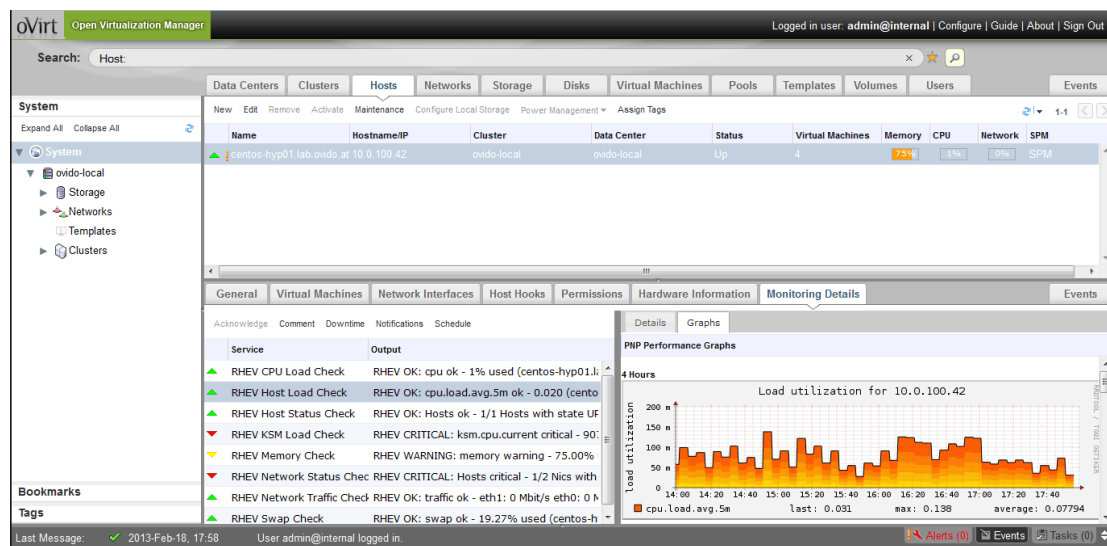 oVirt Open Virtualization Manager Logged in user: admin@internal | Configure | Guide | About | Sign Out
Search: Host: ×
Data Centers Clusters Hosts Networks Storage Disks Virtual Machines Pools Templates Volumes Users Events
System
New Edit Remove Activate Maintenance Configure Local Storage Power Management Assign Tags 1-1
Expand All Collapse All
Name Hostname/IP Cluster Data Center Status Virtual Machines Memory CPU Network SPM
System
centos-hyp01.lab.ovido.at 10.0.100.42 ovido-local ovido-local Up 4 75% 1% 0% SPM
ovido-local
Storage
Networks
Templates
Clusters
General Virtual Machines Network Interfaces Host Hooks Permissions Hardware Information Monitoring Details Events
Acknowledge Comment Downtime Notifications Schedule
Details Graphs
Service Output
PNP Performance Graphs
RHEV CPU Load Check RHEV OK: cpu ok - 1% used (centos-hyp01.l
RHEV Host Load Check RHEV OK: cpu.load.avg.5m ok - 0.020 (cento
RHEV Host Status Check RHEV OK: Hosts ok - 1/1 Hosts with state UP
RHEV KSM Load Check RHEV CRITICAL: ksm.cpu.current critical - 907
RHEV Memory Check RHEV WARNING: memory warning - 75.00%
RHEV Network Status Chec RHEV CRITICAL: Hosts critical - 1/2 Nics with
RHEV Network Traffic Check RHEV OK: traffic ok - eth1: 0 Mbit/s eth0: 0 M
RHEV Swap Check RHEV OK: swap ok - 19.27% used (centos-h
4 Hours
Load utilization for 10.0.100.42
RRDTOOL / TOBI OETIKER
load utilization
200 m
150 m
100 m
50 m
0
14:00 14:20 14:40 15:00 15:20 15:40 16:00 16:20 16:40 17:00 17:20 17:40
cpu.load.avg.5m last: 0.031 max: 0.138 average: 0.07794
Bookmarks
Tags
Last Message: 2013-Feb-18, 17:58 User admin@internal logged in. Alerts (0) Events Tasks (0)